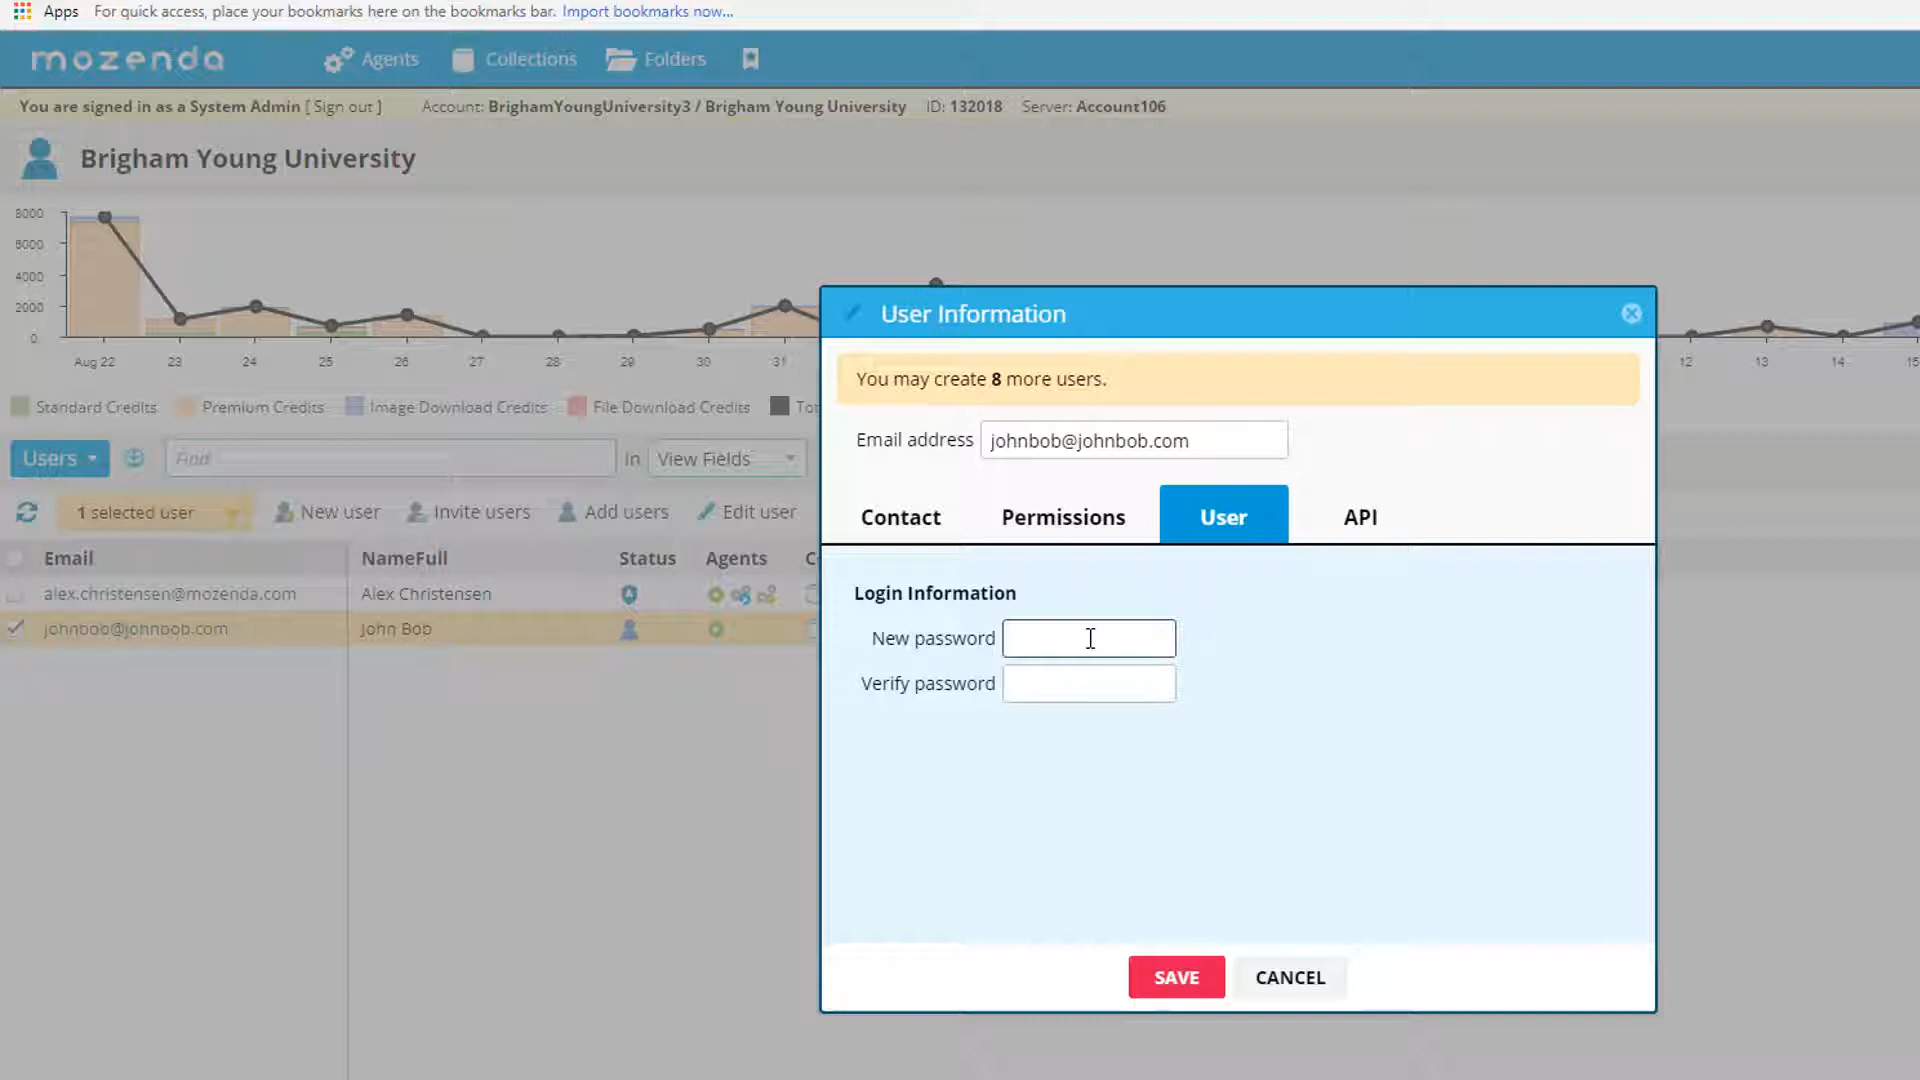 Apps For quick access, place your bookmarks here on the bookmarks bar. Import bookmarks now...
mozenda Agents Collections Folders
You are signed in as a System Admin [ Sign out ] Account: BrighamYoungUniversity3 / Brigham Young University ID: 132018 Server: Account106
Brigham Young University
8000
6000
4000
2000
0
Aug 22 23 24 25 26 27 28 29 30 31 12 13 14 15
Standard Credits Premium Credits Image Download Credits File Download Credits
Users Find In View Fields
1 selected user New user Invite users Add users Edit user
Email NameFull Status Agents
alex.christensen@mozenda.com Alex Christensen
johnbob@johnbob.com John Bob
User Information
You may create 8 more users.
Email address johnbob@johnbob.com
Contact Permissions User API
Login Information
New password
Verify password
SAVE CANCEL